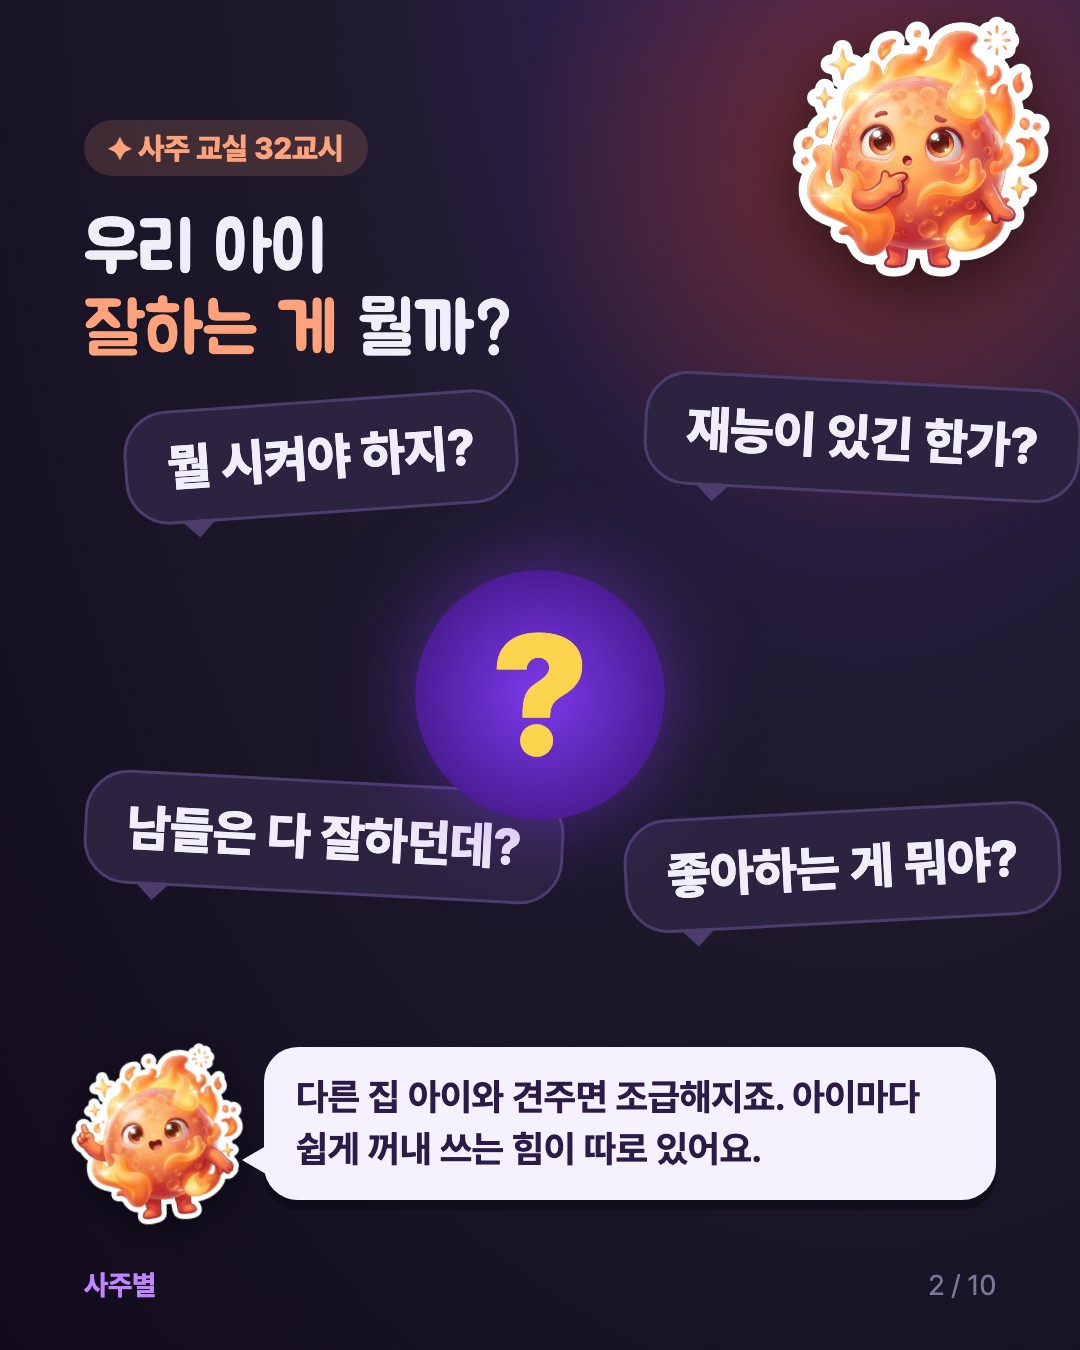 ✦ 사주 교실 32교시
우리 아이
잘하는 게 뭘까?
뭘 시켜야 하지?
재능이 있긴 한가?
?
남들은 다 잘하던데?
좋아하는 게 뭐야?
다른 집 아이와 견주면 조급해지죠. 아이마다
쉽게 꺼내 쓰는 힘이 따로 있어요.
사주별
2 / 10